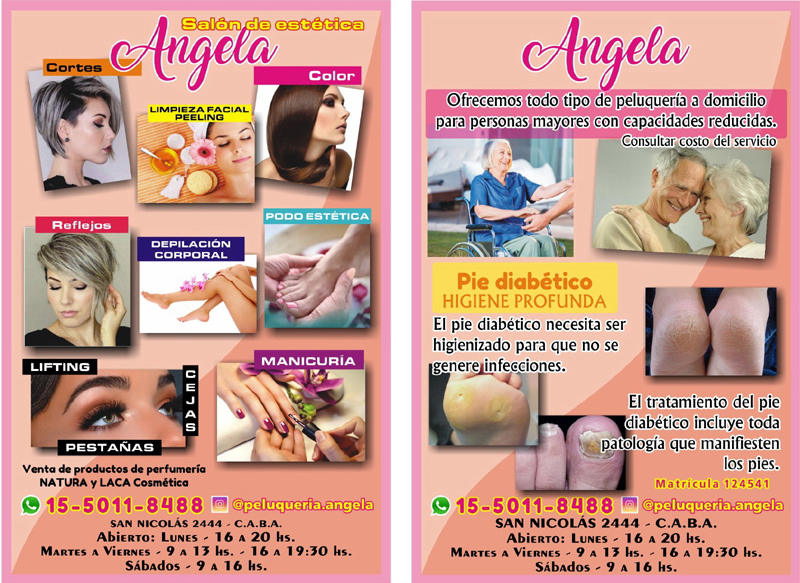 Salón de estética
Angela
Cortes
Color
LIMPIEZA FACIAL
PEELING
Reflejos
PODO ESTÉTICA
DEPILACIÓN
CORPORAL
LIFTING
CEJAS
PESTAÑAS
MANICURÍA
Venta de productos de perfumería
NATURA y LACA Cosmética
15-5011-8488 @peluqueria.angela
SAN NICOLÁS 2444 - C.A.B.A.
ABIERTO: LUNES - 16 A 20 HS.
MARTES A VIERNES - 9 A 13 HS. - 16 A 19:30 HS.
SÁBADOS - 9 A 16 HS.
Angela
Ofrecemos todo tipo de peluquería a domicilio
para personas mayores con capacidades reducidas.
Consultar costo del servicio
Pie diabético
HIGIENE PROFUNDA
El pie diabético necesita ser
higienizado para que no se
genere infecciones.
El tratamiento del pie
diabético incluye toda
patología que manifiesten
los pies.
Matricula 124541
15-5011-8488 @peluqueria.angela
SAN NICOLÁS 2444 - C.A.B.A.
ABIERTO: LUNES - 16 A 20 HS.
MARTES A VIERNES - 9 A 13 HS. - 16 A 19:30 HS.
SÁBADOS - 9 A 16 HS.